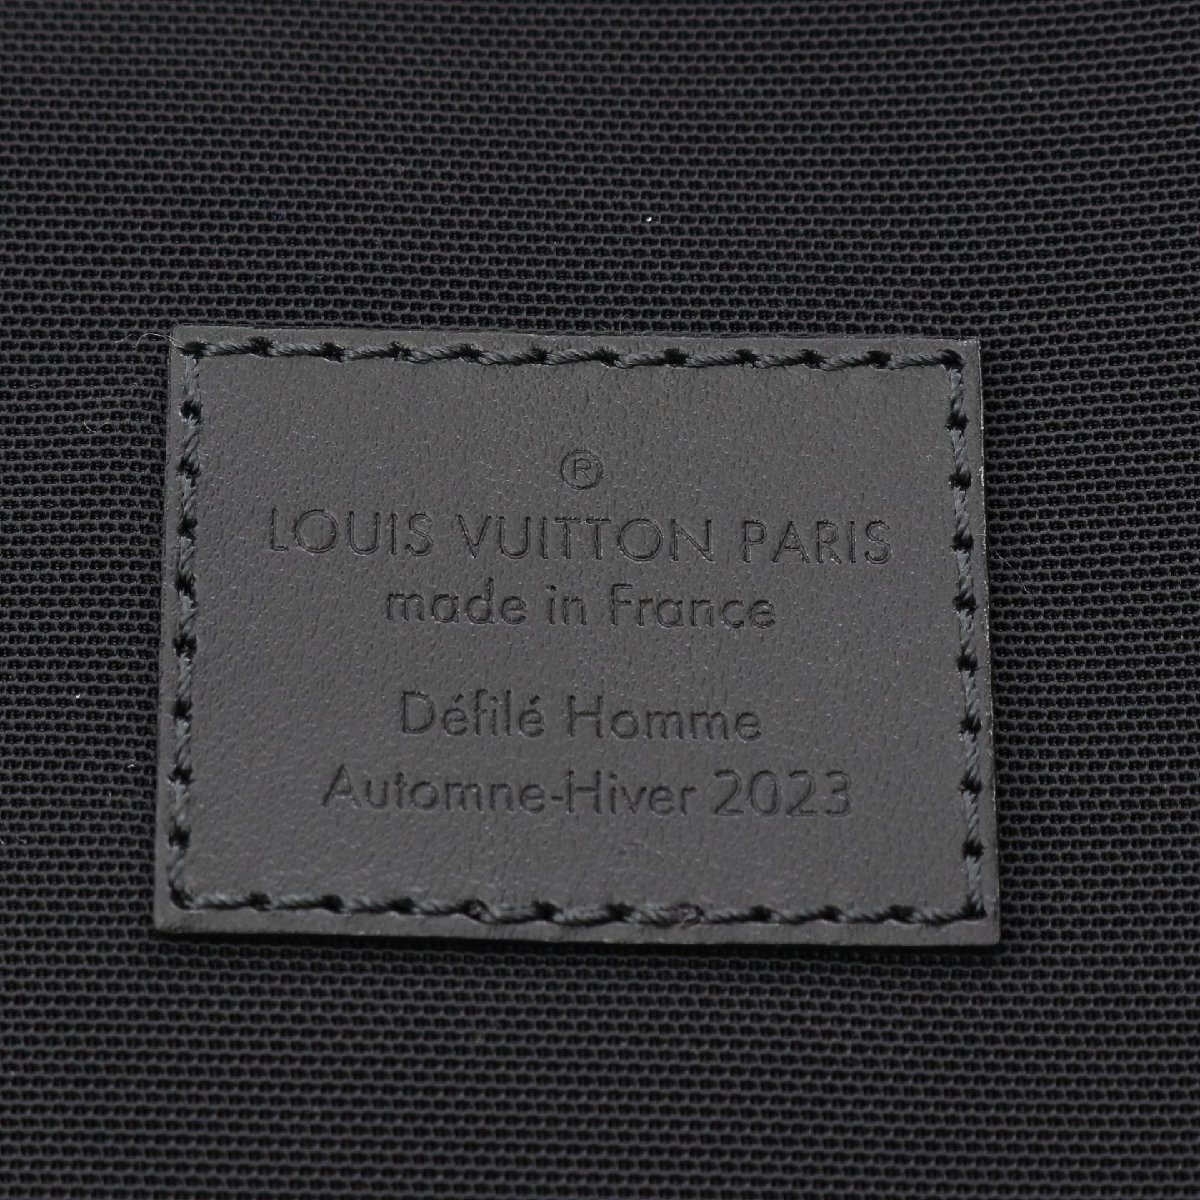 ®
LOUIS VUITTON PARIS
made in France
Défilé Homme
Automne-Hiver 2023